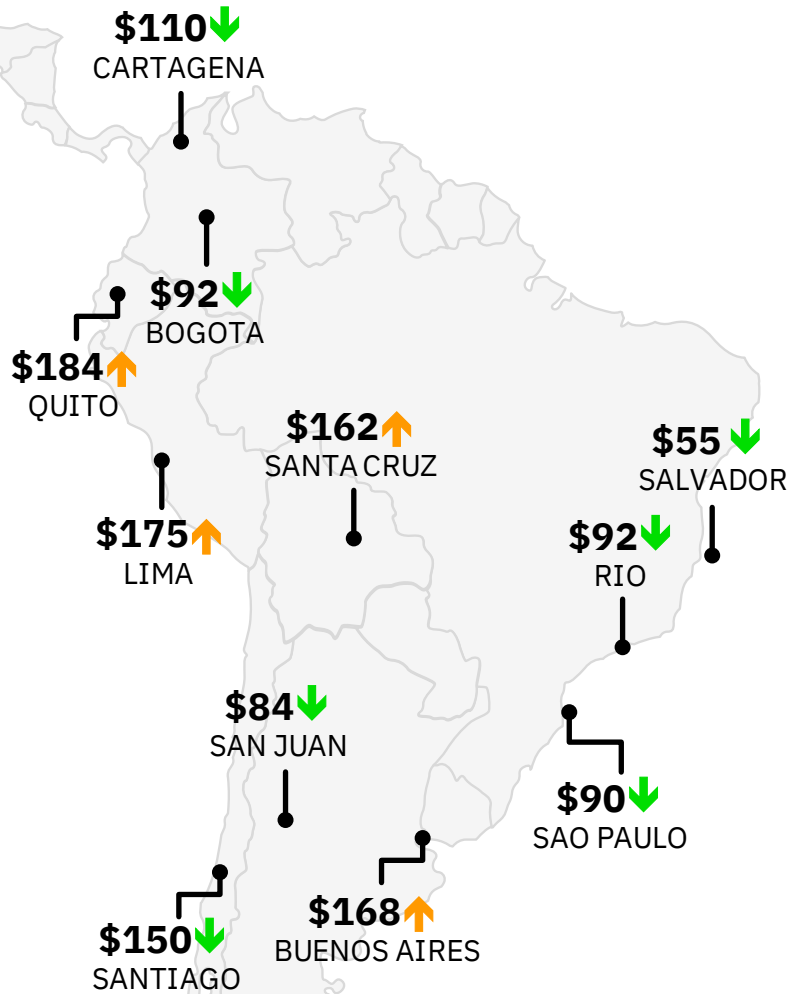 $110
CARTAGENA
$92
BOGOTA
$184
QUITO
$162
SANTA CRUZ
$55
SALVADOR
$175
LIMA
$92
RIO
$84
SAN JUAN
$90
SAO PAULO
$168
BUENOS AIRES
$150
SANTIAGO